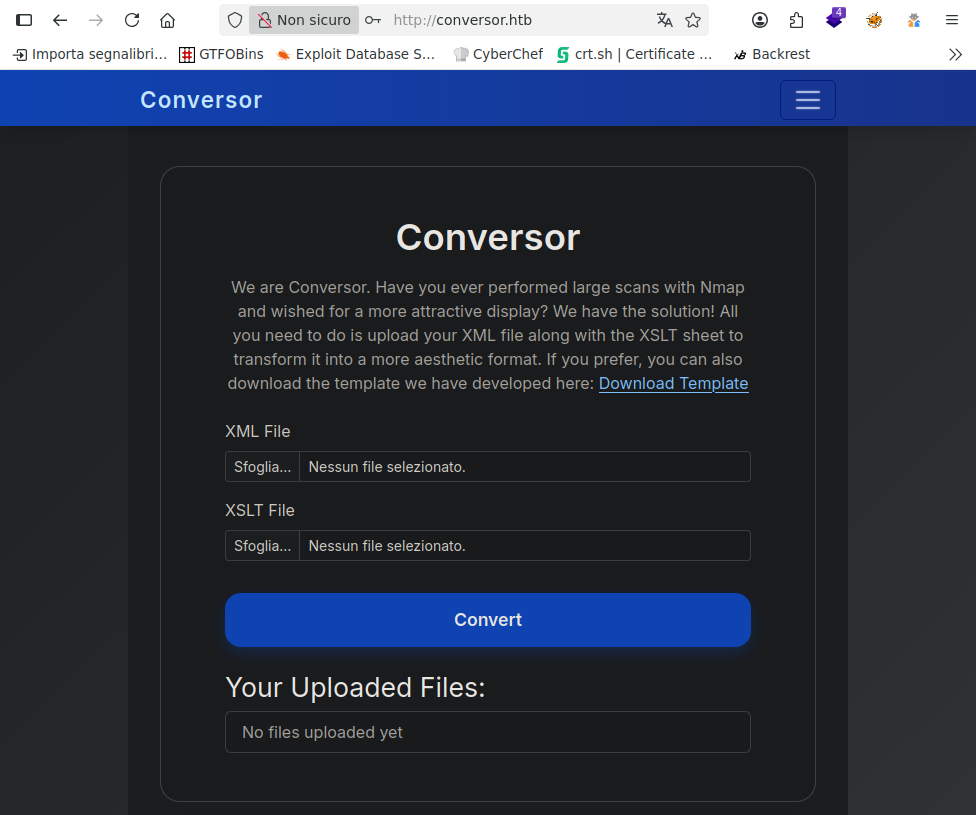 Non sicuro
http://conversor.htb
4
Importa segnalibri...
GTFOBins
Exploit Database S...
CyberChef
crt.sh | Certificate ...
Backrest
Conversor
Conversor
We are Conversor. Have you ever performed large scans with Nmap
and wished for a more attractive display? We have the solution! All
you need to do is upload your XML file along with the XSLT sheet to
transform it into a more aesthetic format. If you prefer, you can also
download the template we have developed here: Download Template
XML File
Sfoglia... Nessun file selezionato.
XSLT File
Sfoglia... Nessun file selezionato.
Convert
Your Uploaded Files:
No files uploaded yet